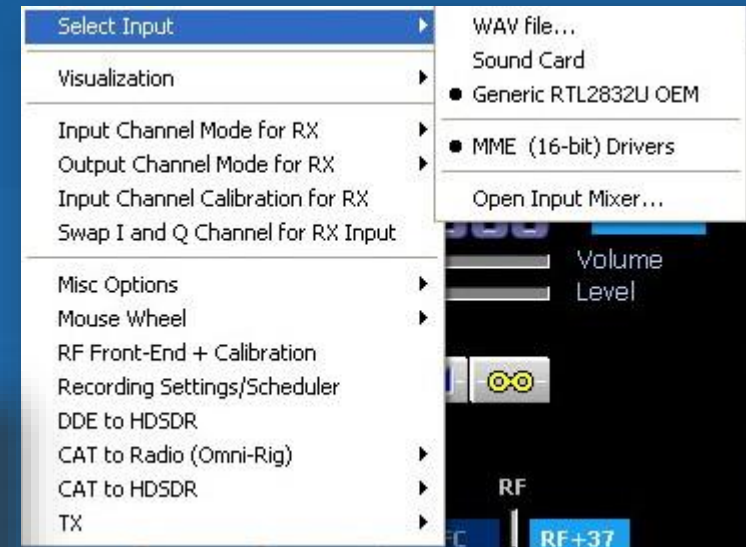 Select Input
Visualization
Input Channel Mode for RX
Output Channel Mode for RX
Input Channel Calibration for RX
Swap I and Q Channel for RX Input
Misc Options
Mouse Wheel
RF Front-End + Calibration
Recording Settings/Scheduler
DDE to HDSDR
CAT to Radio (Omni-Rig)
CAT to HDSDR
TX
WAV file...
Sound Card
Generic RTL2832U OEM
MME (16-bit) Drivers
Open Input Mixer...
Volume
Level
RF
RF+37